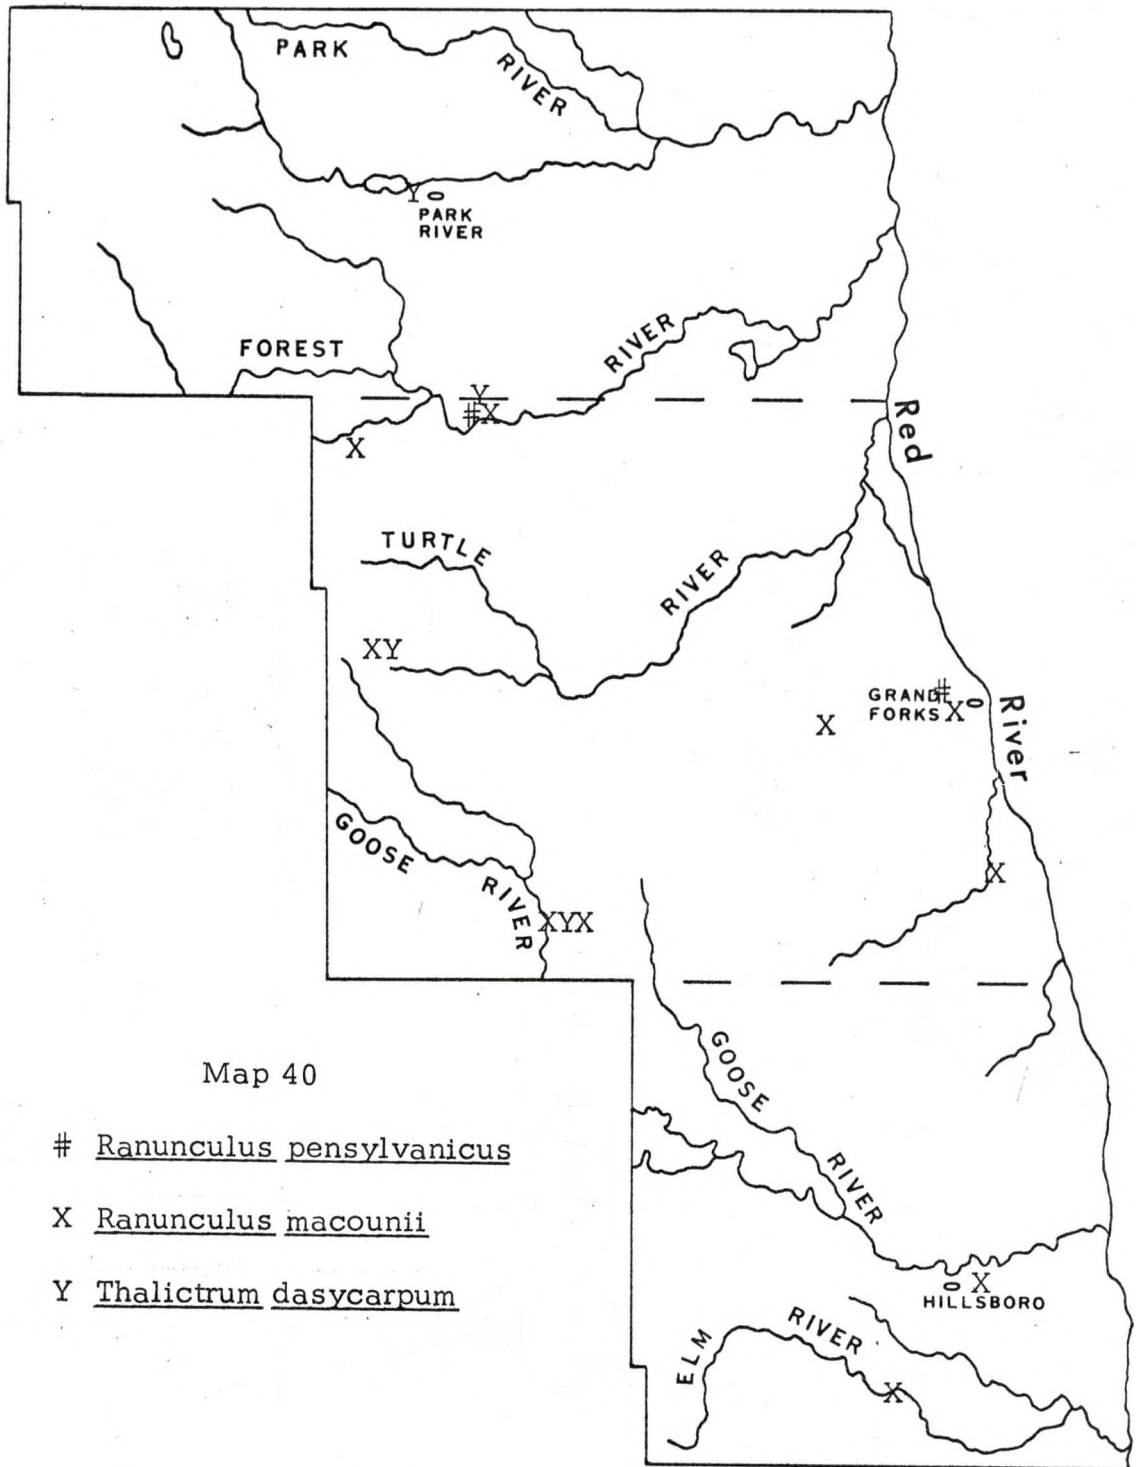 PARK
RIVER
Y
PARK
RIVER
FOREST
RIVER
Y
#X
X
Red
TURTLE
RIVER
XY
GRAND#
FORKS X
X
River
GOOSE
RIVER
X
XYX
GOOSE
RIVER
Map 40
# Ranunculus pensylvanicus
X Ranunculus macounii
Y Thalictrum dasycarpum
X
HILLSBORO
ELM
RIVER
X